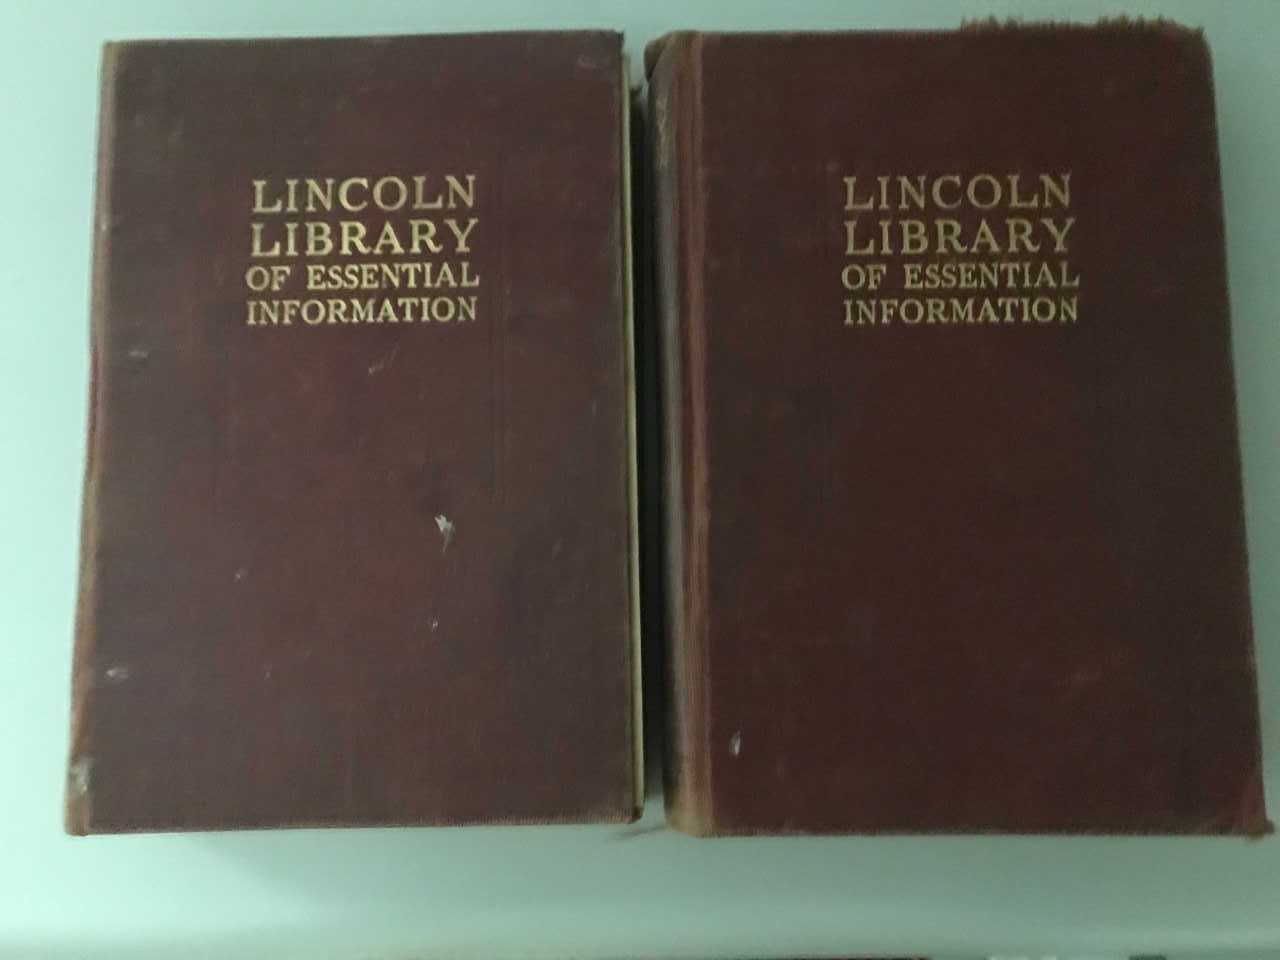 LINCOLN
LIBRARY
OF ESSENTIAL
INFORMATION
LINCOLN
LIBRARY
OF ESSENTIAL
INFORMATION